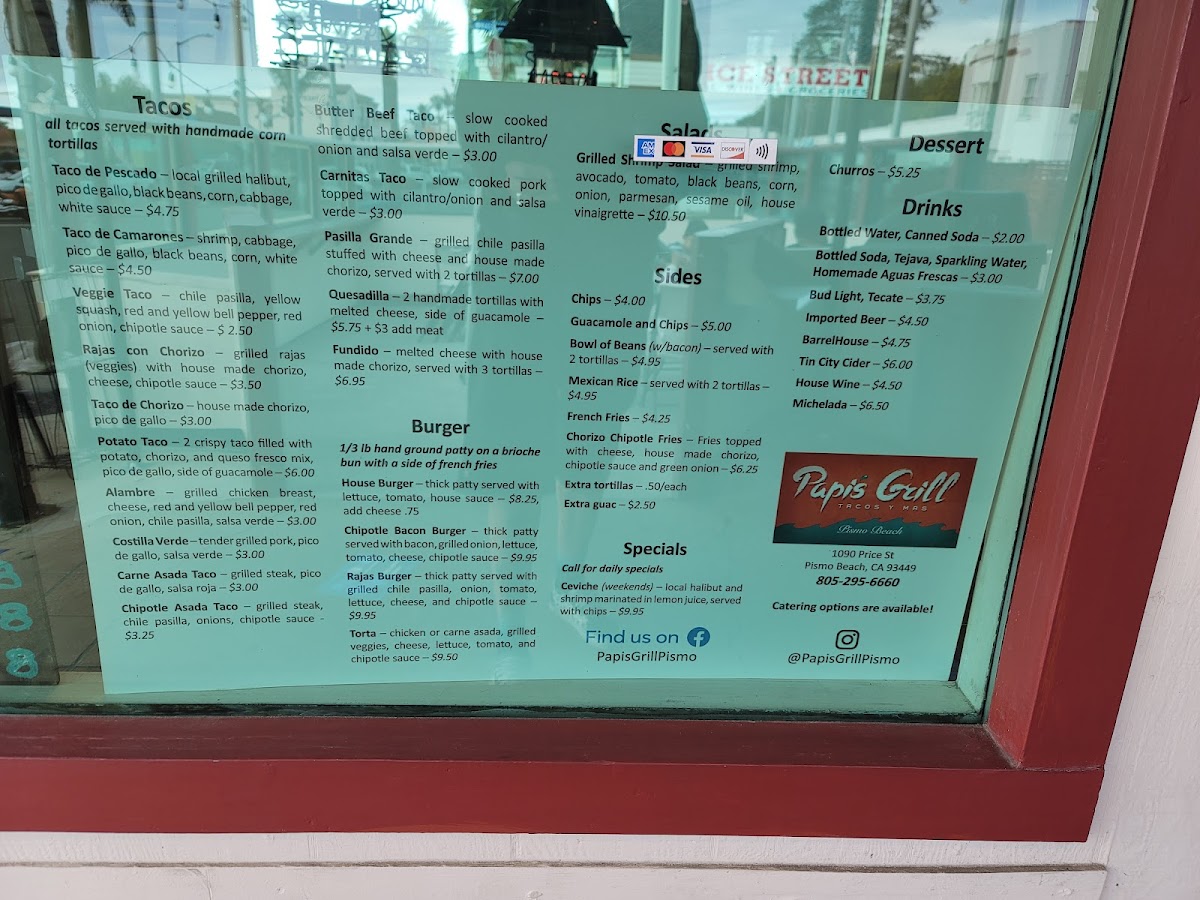 Tacos
all tacos served with handmade corn
tortillas
Taco de Pescado – local grilled halibut,
pico de gallo, black beans, corn, cabbage,
white sauce – $4.75
Taco de Camarones – shrimp, cabbage,
pico de gallo, black beans, corn, white
sauce – $4.50
Veggie Taco – chile pasilla, yellow
squash, red and yellow bell pepper, red
onion, chipotle sauce – $ 2.50
Rajas con Chorizo – grilled rajas
(veggies) with house made chorizo,
cheese, chipotle sauce – $3.50
Taco de Chorizo – house made chorizo,
pico de gallo – $3.00
Potato Taco – 2 crispy taco filled with
potato, chorizo, and queso fresco mix,
pico de gallo, side of guacamole – $6.00
Alambre – grilled chicken breast,
cheese, red and yellow bell pepper, red
onion, chile pasilla, salsa verde – $3.00
Costilla Verde – tender grilled pork, pico
de gallo, salsa verde – $3.00
Carne Asada Taco – grilled steak, pico
de gallo, salsa roja – $3.00
Chipotle Asada Taco – grilled steak,
chile pasilla, onions, chipotle sauce -
$3.25
Butter Beef Taco – slow cooked
shredded beef topped with cilantro/
onion and salsa verde – $3.00
Carnitas Taco – slow cooked pork
topped with cilantro/onion and salsa
verde – $3.00
Pasilla Grande – grilled chile pasilla
stuffed with cheese and house made
chorizo, served with 2 tortillas – $7.00
Quesadilla – 2 handmade tortillas with
melted cheese, side of guacamole –
$5.75 + $3 add meat
Fundido – melted cheese with house
made chorizo, served with 3 tortillas –
$6.95
Burger
1/3 lb hand ground patty on a brioche
bun with a side of french fries
House Burger – thick patty served with
lettuce, tomato, house sauce – $8.25,
add cheese .75
Chipotle Bacon Burger – thick patty
served with bacon, grilled onion, lettuce,
tomato, cheese, chipotle sauce – $9.95
Rajas Burger – thick patty served with
grilled chile pasilla, onion, tomato,
lettuce, cheese, and chipotle sauce –
$9.95
Torta – chicken or carne asada, grilled
veggies, cheese, lettuce, tomato, and
chipotle sauce – $9.50
Salads
AMEX VISA DISCOVER
Grilled Shrimp Salad – grilled shrimp,
avocado, tomato, black beans, corn,
onion, parmesan, sesame oil, house
vinaigrette – $10.50
Sides
Chips – $4.00
Guacamole and Chips – $5.00
Bowl of Beans (w/bacon) – served with
2 tortillas – $4.95
Mexican Rice – served with 2 tortillas –
$4.95
French Fries – $4.25
Chorizo Chipotle Fries – Fries topped
with cheese, house made chorizo,
chipotle sauce and green onion – $6.25
Extra tortillas – .50/each
Extra guac – $2.50
Specials
Call for daily specials
Ceviche (weekends) – local halibut and
shrimp marinated in lemon juice, served
with chips – $9.95
Find us on
PapisGrillPismo
Dessert
Churros – $5.25
Drinks
Bottled Water, Canned Soda – $2.00
Bottled Soda, Tejava, Sparkling Water,
Homemade Aguas Frescas – $3.00
Bud Light, Tecate – $3.75
Imported Beer – $4.50
BarrelHouse – $4.75
Tin City Cider – $6.00
House Wine – $4.50
Michelada – $6.50
Papi's Grill
TACOS Y MAS
Pismo Beach
1090 Price St
Pismo Beach, CA 93449
805-295-6660
Catering options are available!
@PapisGrillPismo